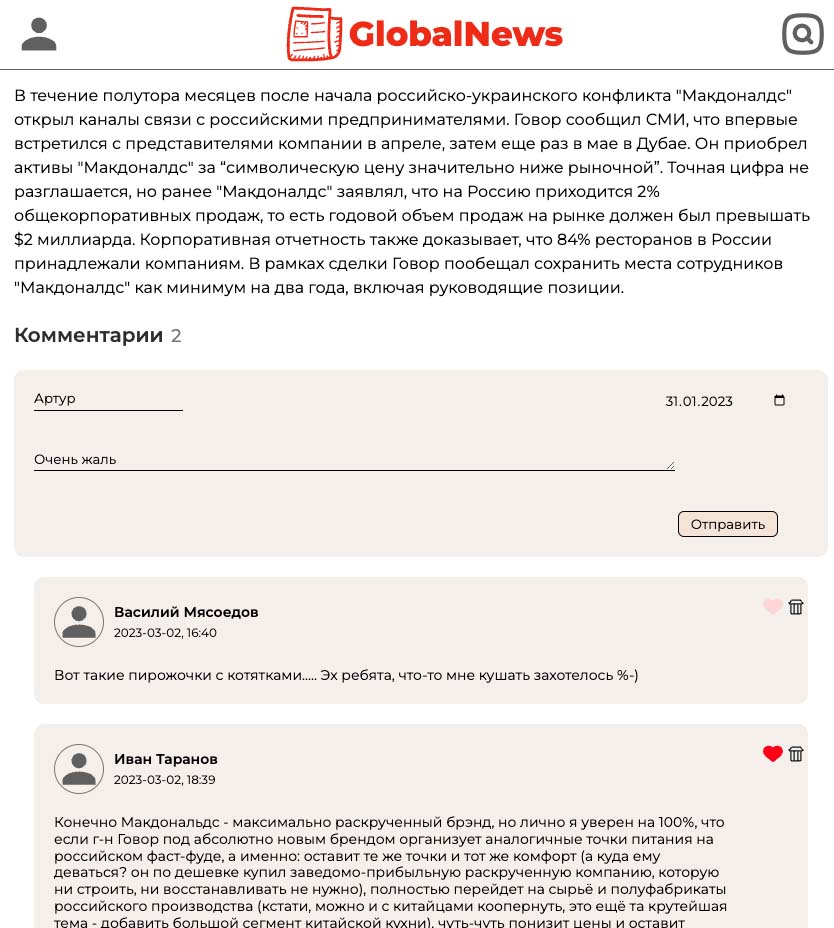 GlobalNews
В течение полутора месяцев после начала российско-украинского конфликта "Макдоналдс"
открыл каналы связи с российскими предпринимателями. Говор сообщил СМИ, что впервые
встретился с представителями компании в апреле, затем еще раз в мае в Дубае. Он приобрел
активы "Макдоналдс" за “символическую цену значительно ниже рыночной”. Точная цифра не
разглашается, но ранее "Макдоналдс" заявлял, что на Россию приходится 2%
общекорпоративных продаж, то есть годовой объем продаж на рынке должен был превышать
$2 миллиарда. Корпоративная отчетность также доказывает, что 84% ресторанов в России
принадлежали компаниям. В рамках сделки Говор пообещал сохранить места сотрудников
"Макдоналдс" как минимум на два года, включая руководящие позиции.
Комментарии 2
Артур
31.01.2023
Очень жаль
Отправить
Василий Мясоедов
2023-03-02, 16:40
Вот такие пирожочки с котятками..... Эх ребята, что-то мне кушать захотелось %-)
Иван Таранов
2023-03-02, 18:39
Конечно Макдональдс - максимально раскрученный брэнд, но лично я уверен на 100%, что
если г-н Говор под абсолютно новым брендом организует аналогичные точки питания на
российском фаст-фуде, а именно: оставит те же точки и тот же комфорт (а куда ему
деваться? он по дешевке купил заведомо-прибыльную раскрученную компанию, которую
ни строить, ни восстанавливать не нужно), полностью перейдет на сырьё и полуфабрикаты
российского производства (кстати, можно и с китайцами коопернуть, это ещё та крутейшая
тема - добавить большой сегмент китайской кухни), чуть-чуть понизит цены и оставит